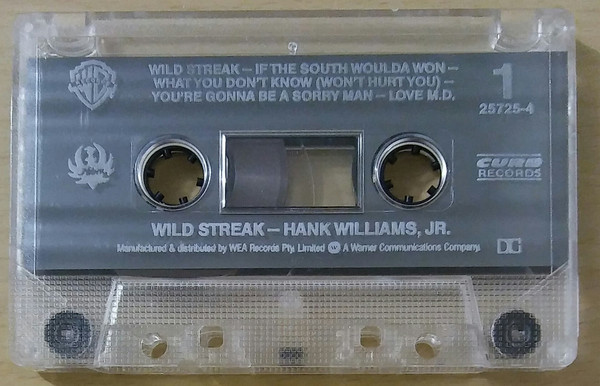 WILD STREAK – IF THE SOUTH WOULDA WON –
WHAT YOU DON'T KNOW (WON'T HURT YOU) –
YOU'RE GONNA BE A SORRY MAN – LOVE M.D.
1
25725-4
CURB
RECORDS
WILD STREAK – HANK WILLIAMS, JR.
Manufactured & distributed by WEA Records Pty. Limited A Warner Communications Company.